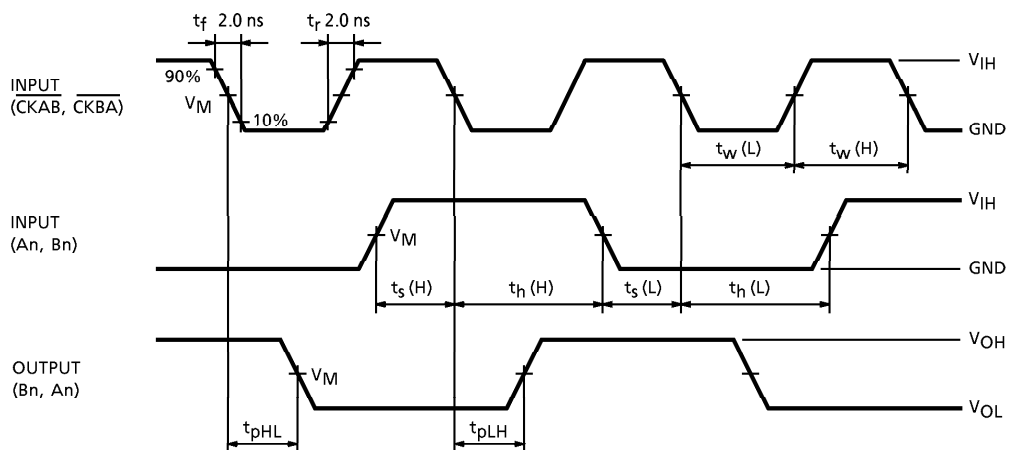 tf 2.0 ns
tr 2.0 ns
90%
VM
10%
INPUT
(CKAB, CKBA)
VIH
GND
tw (L)
tw (H)
INPUT
(An, Bn)
VM
VIH
GND
ts (H)
th (H)
ts (L)
th (L)
OUTPUT
(Bn, An)
VM
VOH
VOL
tpHL
tpLH